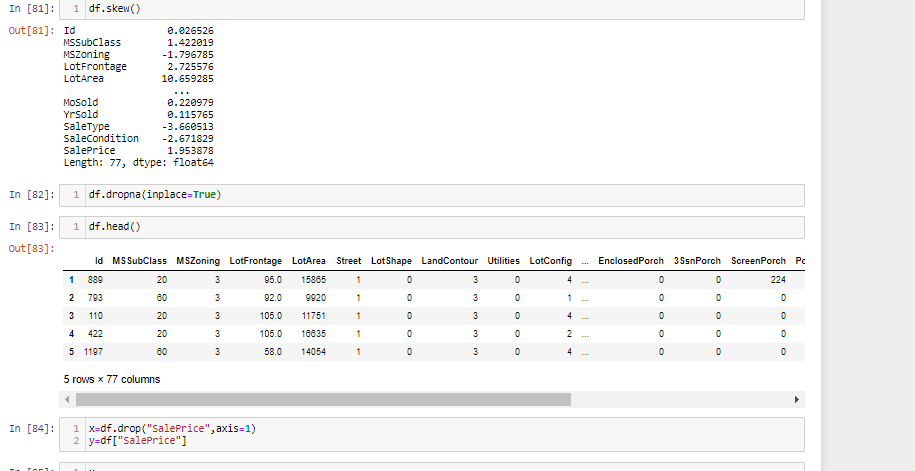 In [81]: 1 df.skew()
Out[81]: Id 0.026526
MSSubClass 1.422019
MSZoning -1.796785
LotFrontage 2.725576
LotArea 10.659285
...
MoSold 0.220979
YrSold 0.115765
SaleType -3.660513
SaleCondition -2.671829
SalePrice 1.953878
Length: 77, dtype: float64
In [82]: 1 df.dropna(inplace=True)
In [83]: 1 df.head()
Out[83]:
Id MSSubClass MSZoning LotFrontage LotArea Street LotShape LandContour Utilities LotConfig ... EnclosedPorch 3SsnPorch ScreenPorch Pc
1 889 20 3 95.0 15865 1 0 3 0 4 ... 0 0 224
2 793 60 3 92.0 9920 1 0 3 0 1 ... 0 0 0
3 110 20 3 105.0 11751 1 0 3 0 4 ... 0 0 0
4 422 20 3 105.0 16635 1 0 3 0 2 ... 0 0 0
5 1197 60 3 58.0 14054 1 0 3 0 4 ... 0 0 0
5 rows × 77 columns
In [84]: 1 x=df.drop("SalePrice",axis=1)
2 y=df["SalePrice"]